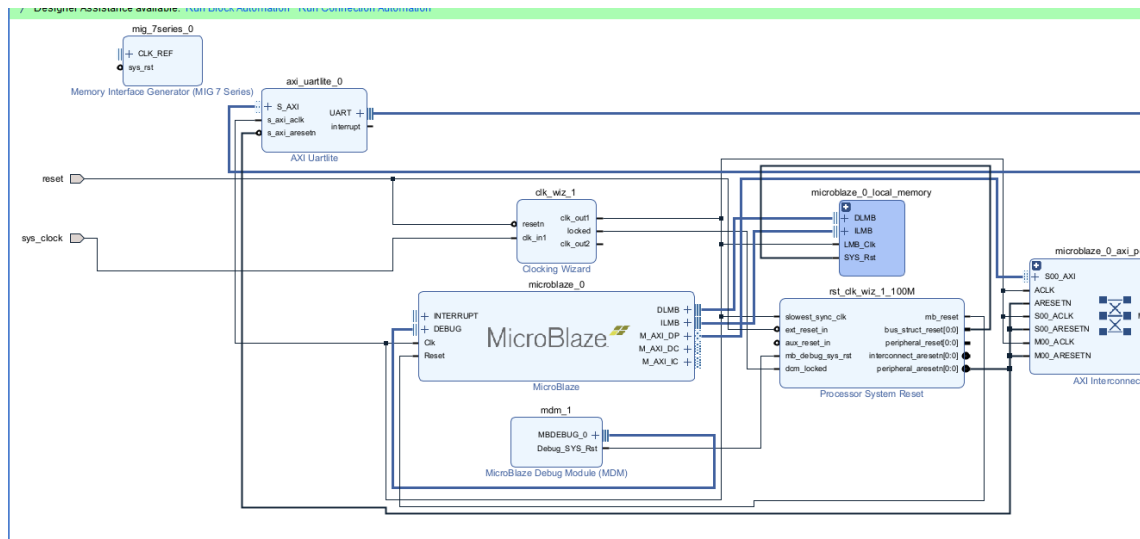 Designer Assistance available. Run Block Automation Run Connection Automation
mig_7series_0
CLK_REF
sys_rst
Memory Interface Generator (MIG 7 Series)
axi_uartlite_0
S_AXI
s_axi_aclk
s_axi_aresetn
UART
interrupt
AXI Uartlite
reset
sys_clock
clk_wiz_1
resetn
clk_in1
clk_out1
locked
clk_out2
Clocking Wizard
microblaze_0_local_memory
DLMB
ILMB
LMB_Clk
SYS_Rst
microblaze_0
INTERRUPT
DEBUG
Clk
Reset
MicroBlaze
DLMB
ILMB
M_AXI_DP
M_AXI_DC
M_AXI_IC
MicroBlaze
rst_clk_wiz_1_100M
slowest_sync_clk
ext_reset_in
aux_reset_in
mb_debug_sys_rst
dcm_locked
mb_reset
bus_struct_reset[0:0]
peripheral_reset[0:0]
interconnect_aresetn[0:0]
peripheral_aresetn[0:0]
Processor System Reset
microblaze_0_axi_p
S00_AXI
ACLK
ARESETN
S00_ACLK
S00_ARESETN
M00_ACLK
M00_ARESETN
AXI Interconnec
mdm_1
MBDEBUG_0
Debug_SYS_Rst
MicroBlaze Debug Module (MDM)